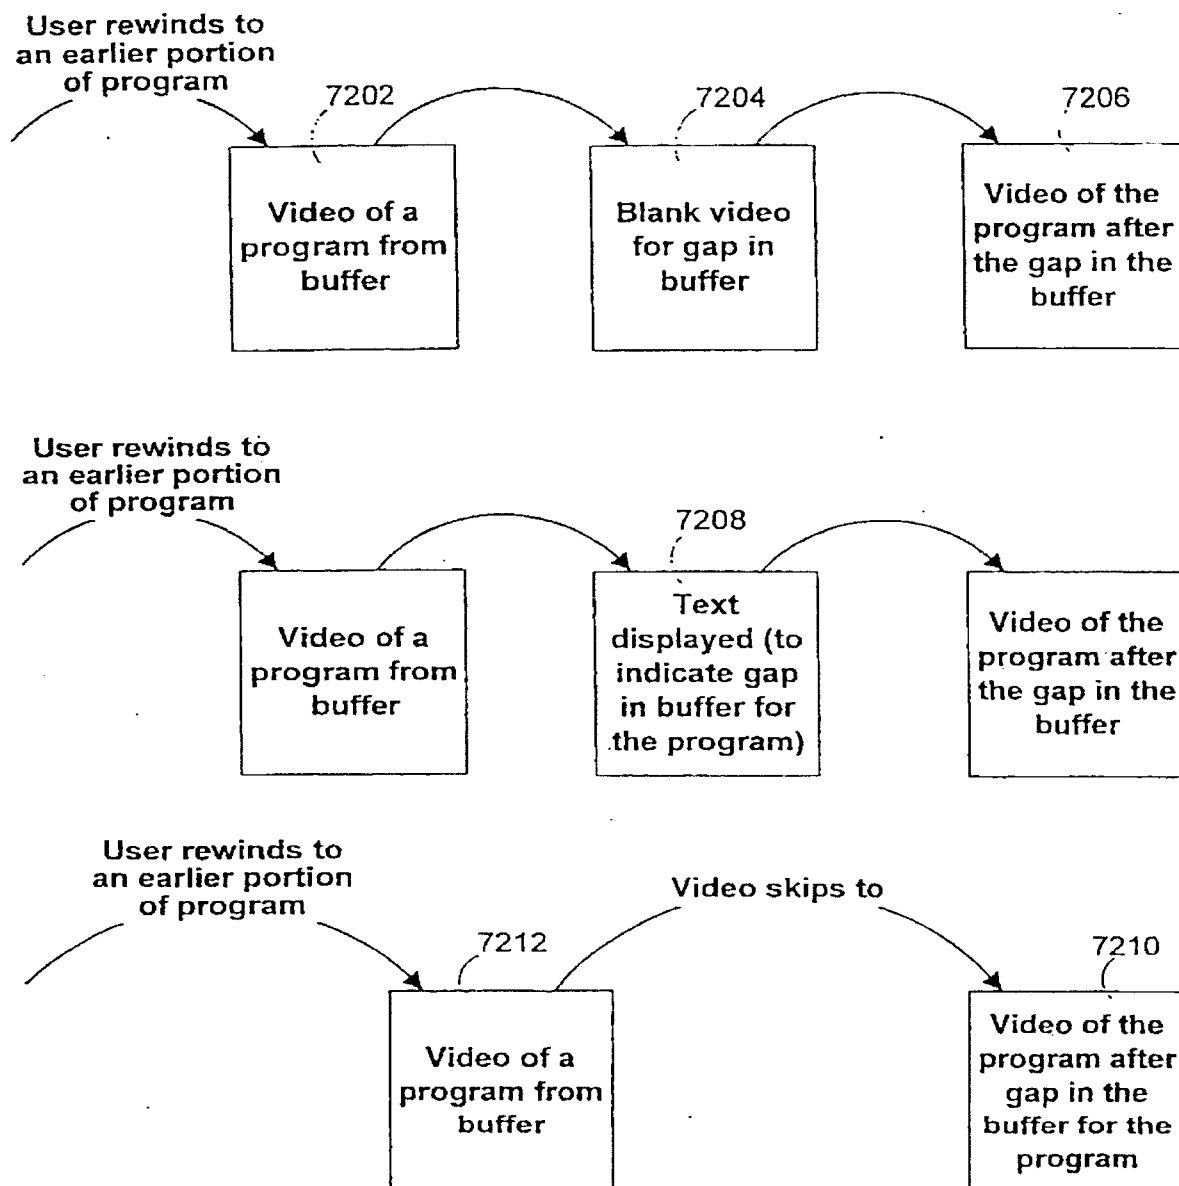 User rewinds to
an earlier portion
of program
7202
7204
7206
Video of a
program from
buffer
Blank video
for gap in
buffer
Video of the
program after
the gap in the
buffer
User rewinds to
an earlier portion
of program
7208
Video of a
program from
buffer
Text
displayed (to
indicate gap
in buffer for
the program)
Video of the
program after
the gap in the
buffer
User rewinds to
an earlier portion
of program
Video skips to
7212
7210
Video of a
program from
buffer
Video of the
program after
gap in the
buffer for the
program